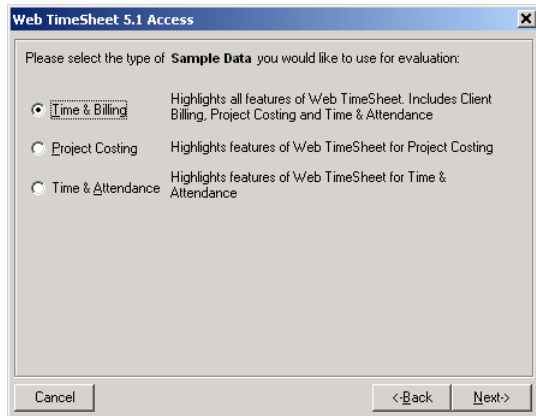 Web TimeSheet 5.1 Access
Please select the type of Sample Data you would like to use for evaluation:
Time & Billing
Highlights all features of Web TimeSheet. Includes Client
Billing, Project Costing and Time & Attendance
Project Costing
Highlights features of Web TimeSheet for Project Costing
Time & Attendance
Highlights features of Web TimeSheet for Time &
Attendance
Cancel
<-Back
Next->